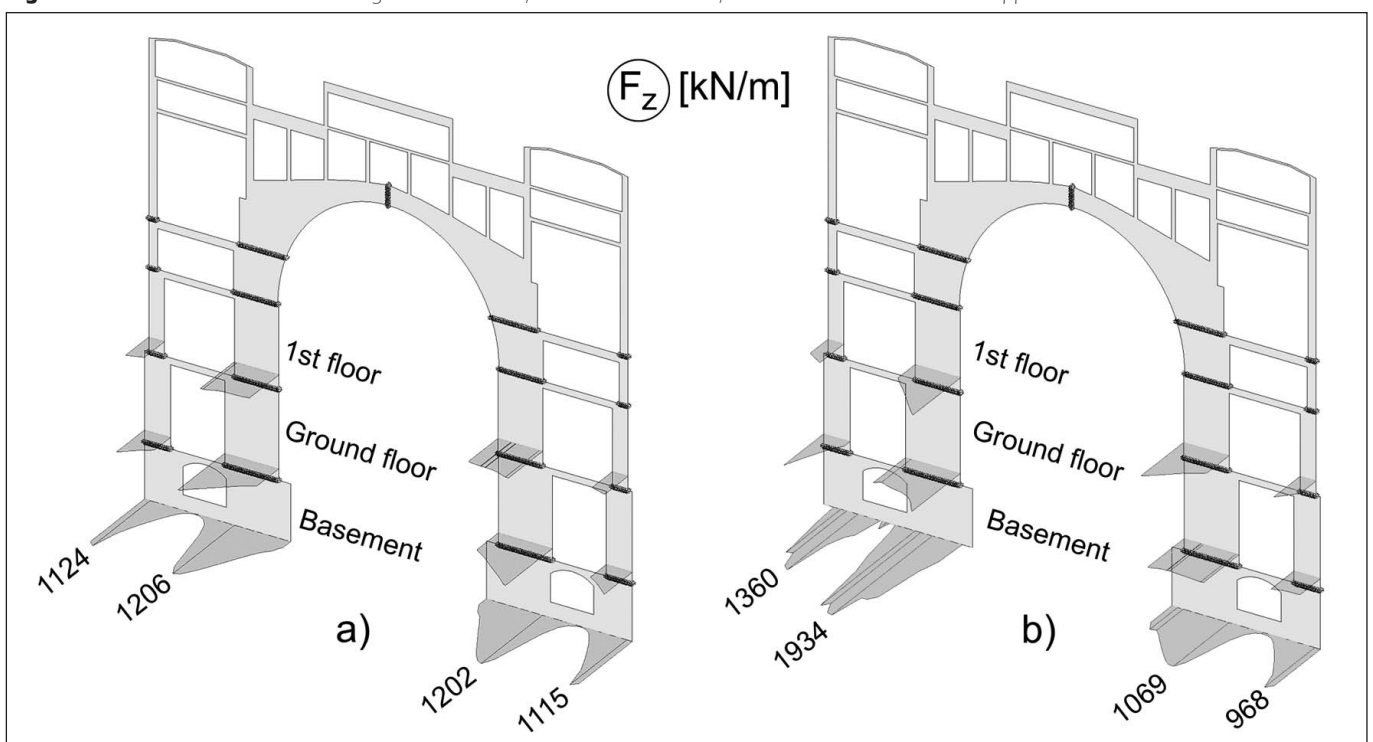 Fz [kN/m]
1st floor
Ground floor
Basement
1124
1206
1202
1115
a)
1st floor
Ground floor
Basement
1360
1934
1069
968
b)